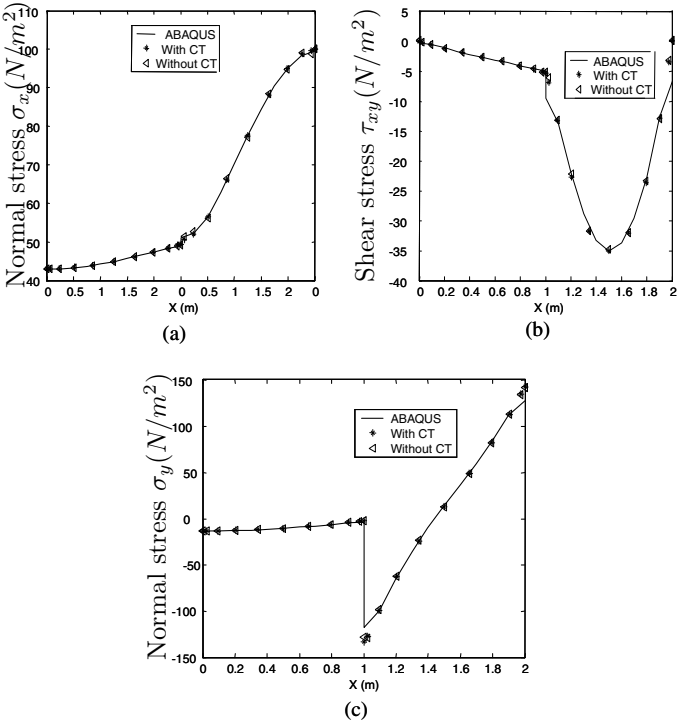 Normal stress σx(N/m²)
110
100
90
80
70
60
50
40
0 0.5 0 1 2 2 0 0.5 1 1 2 0
X (m)
ABAQUS
With CT
Without CT
(a)
Shear stress τxy(N/m²)
5
0
-5
-10
-15
-20
-25
-30
-35
-40
0 0.2 0.4 0.6 0.8 1 1.2 1.4 1.6 1.8 2
X (m)
ABAQUS
With CT
Without CT
(b)
Normal stress σy(N/m²)
150
100
50
0
-50
-100
-150
0 0.2 0.4 0.6 0.8 1 1.2 1.4 1.6 1.8 2
X (m)
ABAQUS
With CT
Without CT
(c)